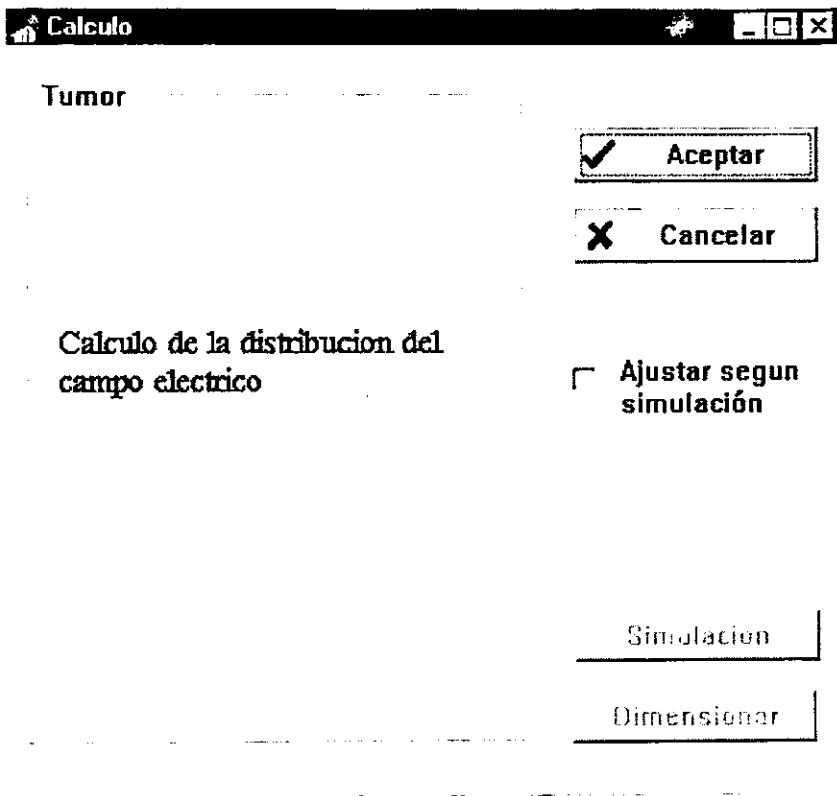 Calculo
Tumor
Aceptar
Cancelar
Calculo de la distribucion del
campo electrico
Ajustar segun
simulación
Simulacion
Dimensionar